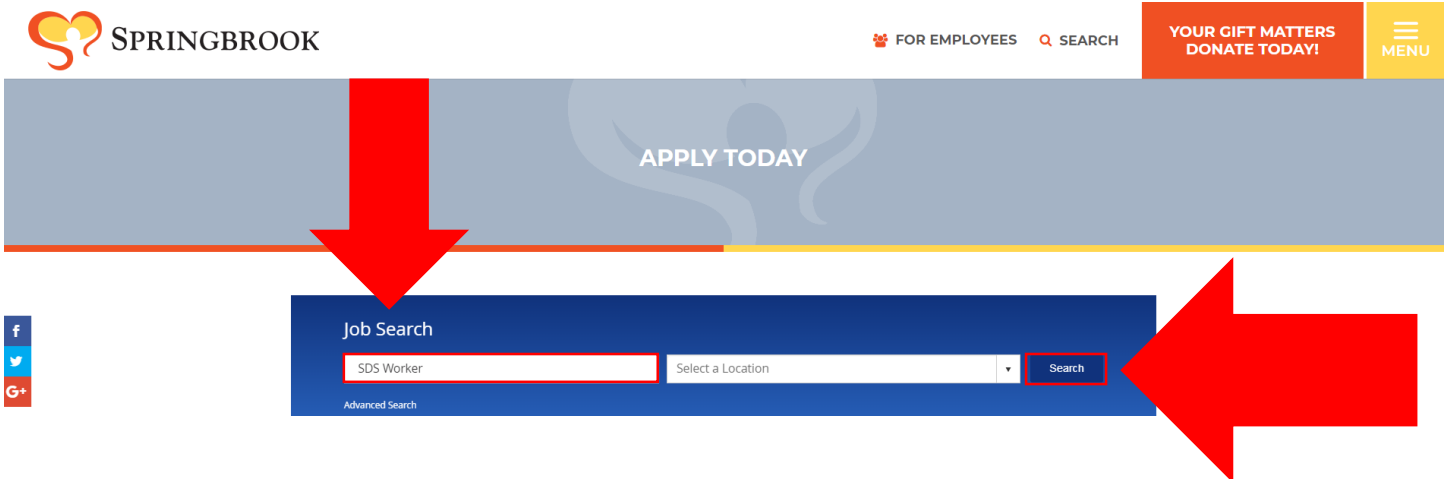 SPRINGBROOK
FOR EMPLOYEES
SEARCH
YOUR GIFT MATTERS
DONATE TODAY!
MENU
APPLY TODAY
f
G+
Job Search
SDS Worker
Select a Location
Search
Advanced Search